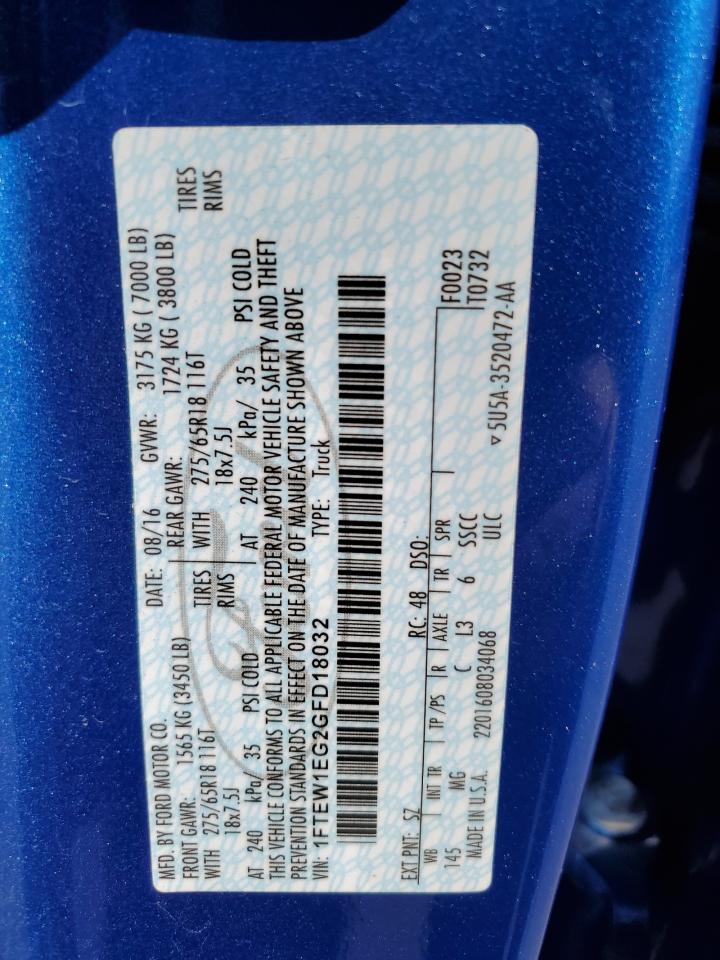 MFD. BY FORD MOTOR CO. DATE: 08/16 GVWR: 3175 KG ( 7000 LB)
FRONT GAWR: 1565 KG (3450 LB) REAR GAWR: 1724 KG ( 3800 LB)
WITH 275/65R18 116T TIRES WITH 275/65R18 116T TIRES
18x7.5J RIMS 18x7.5J RIMS
AT 240 kPa/ 35 PSI COLD AT 240 kPa/ 35 PSI COLD
THIS VEHICLE CONFORMS TO ALL APPLICABLE FEDERAL MOTOR VEHICLE SAFETY AND THEFT
PREVENTION STANDARDS IN EFFECT ON THE DATE OF MANUFACTURE SHOWN ABOVE
VIN: 1FTEW1EG2GFD18032 TYPE: Truck
EXT PNT: SZ RC: 48 DSO: F0023
WB INT TR TP/PS R AXLE TR SPR T0732
145 MG C L3 6 SSCC
MADE IN U.S.A. 2201608034068 ULC ▿5U5A-3520472-AA